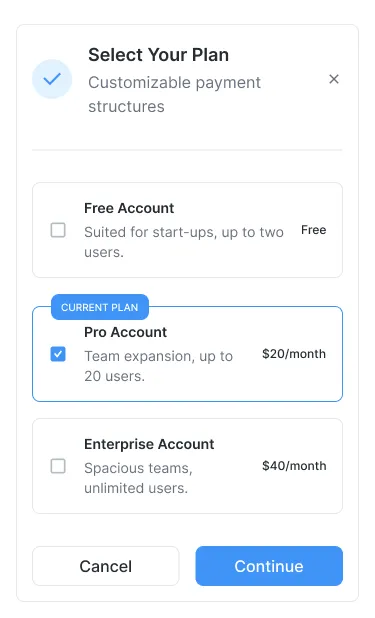 Select Your Plan
Customizable payment
structures
Free Account
Suited for start-ups, up to two
users.
Free
CURRENT PLAN
Pro Account
Team expansion, up to
20 users.
$20/month
Enterprise Account
Spacious teams,
unlimited users.
$40/month
Cancel
Continue